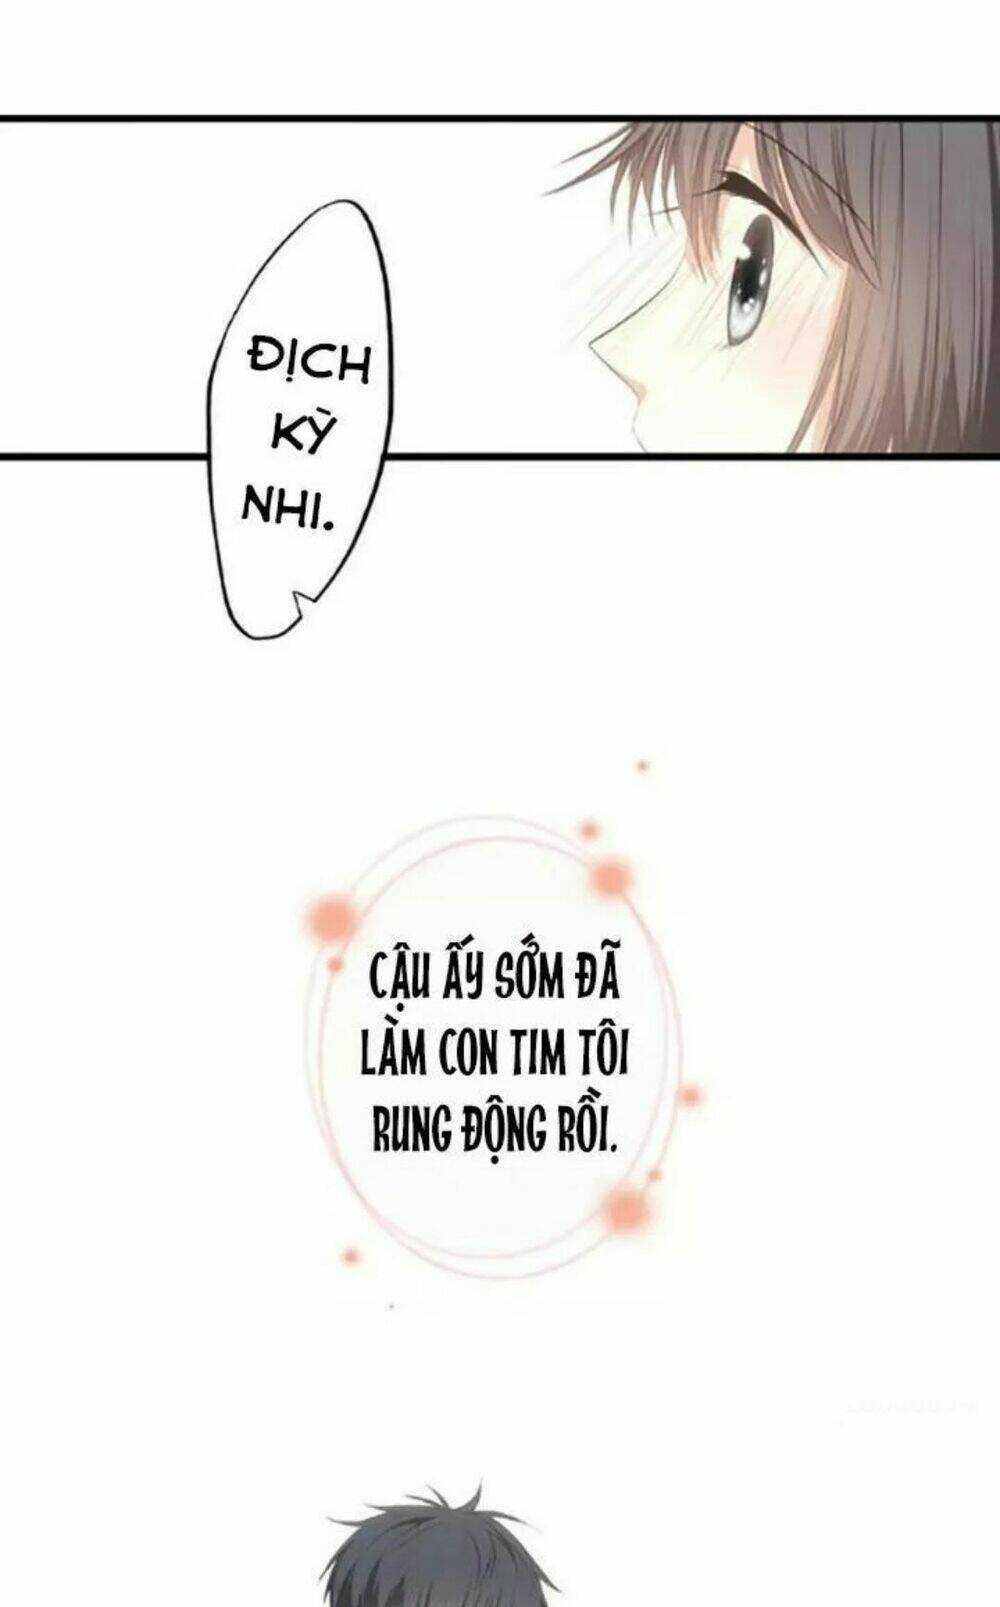 ĐỊCH
KỲ
NHI.
CẬU ẤY SỚM ĐÃ
LÀM CON TIM TÔI
RUNG ĐỘNG RỒI.